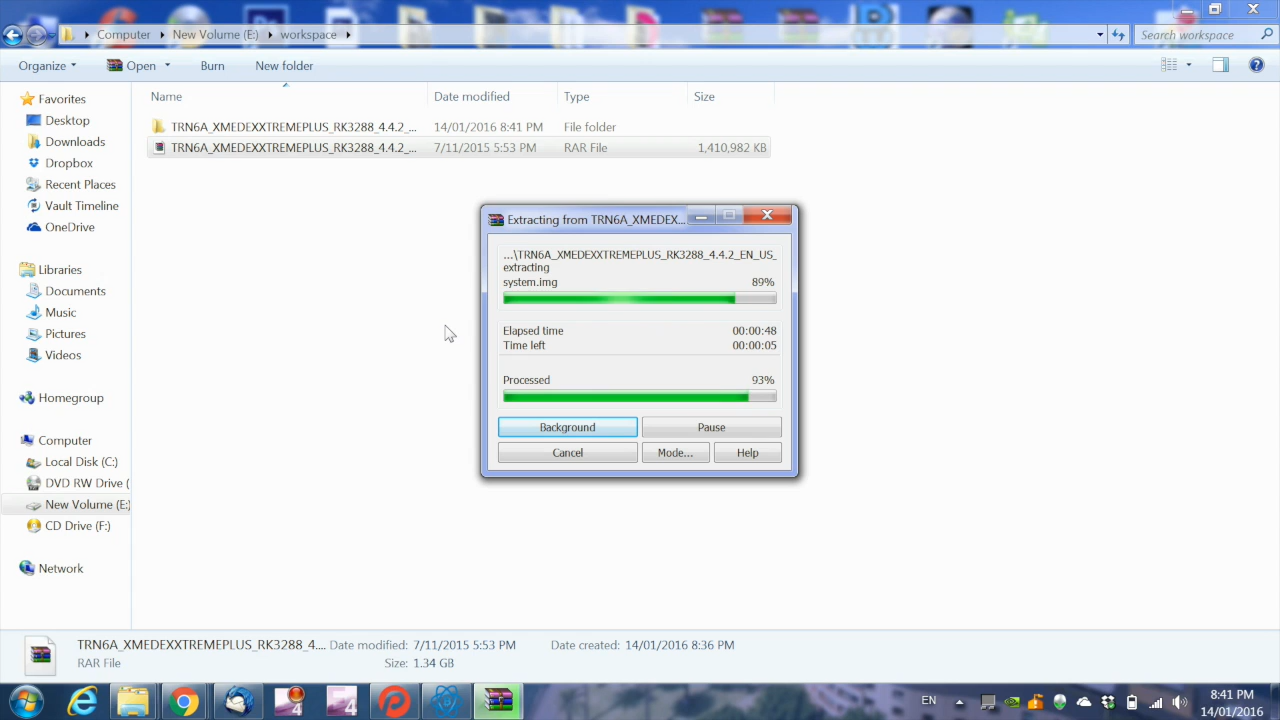 Computer New Volume (E:) workspace Search workspace
Organize Open Burn New folder
Name Date modified Type Size
TRN6A_XMEDEXXTREMEPLUS_RK3288_4.4.2_... 14/01/2016 8:41 PM File folder
TRN6A_XMEDEXXTREMEPLUS_RK3288_4.4.2_... 7/11/2015 5:53 PM RAR File 1,410,982 KB
Favorites
Desktop
Downloads
Dropbox
Recent Places
Vault Timeline
OneDrive
Libraries
Documents
Music
Pictures
Videos
Homegroup
Computer
Local Disk (C:)
DVD RW Drive (
New Volume (E:)
CD Drive (F:)
Network
Extracting from TRN6A_XMEDEX...
...\TRN6A_XMEDEXXTREMEPLUS_RK3288_4.4.2_EN_US_
extracting
system.img 89%
Elapsed time 00:00:48
Time left 00:00:05
Processed 93%
Background Pause
Cancel Mode... Help
TRN6A_XMEDEXXTREMEPLUS_RK3288_4.... Date modified: 7/11/2015 5:53 PM Date created: 14/01/2016 8:36 PM
RAR File Size: 1.34 GB
4 4 EN 8:41 PM
14/01/2016